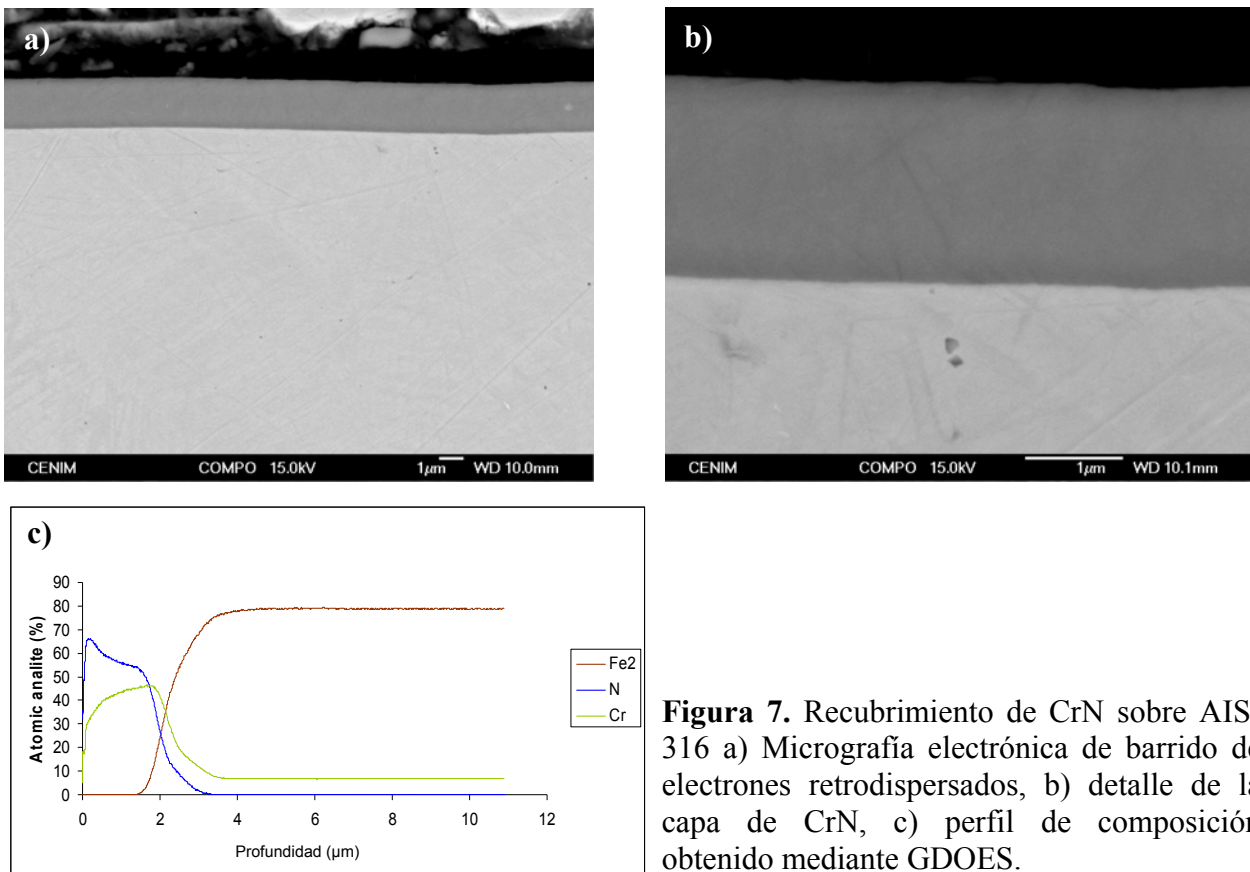 a)
CENIM COMPO 15.0kV 1µm WD 10.0mm
b)
CENIM COMPO 15.0kV 1µm WD 10.1mm
c)
Atomic analite (%)
90
80
70
60
50
40
30
20
10
0
0 2 4 6 8 10 12
Profundidad (µm)
Fe2
N
Cr
Figura 7. Recubrimiento de CrN sobre AIS
316 a) Micrografía electrónica de barrido de
electrones retrodispersados, b) detalle de la
capa de CrN, c) perfil de composición
obtenido mediante GDOES.